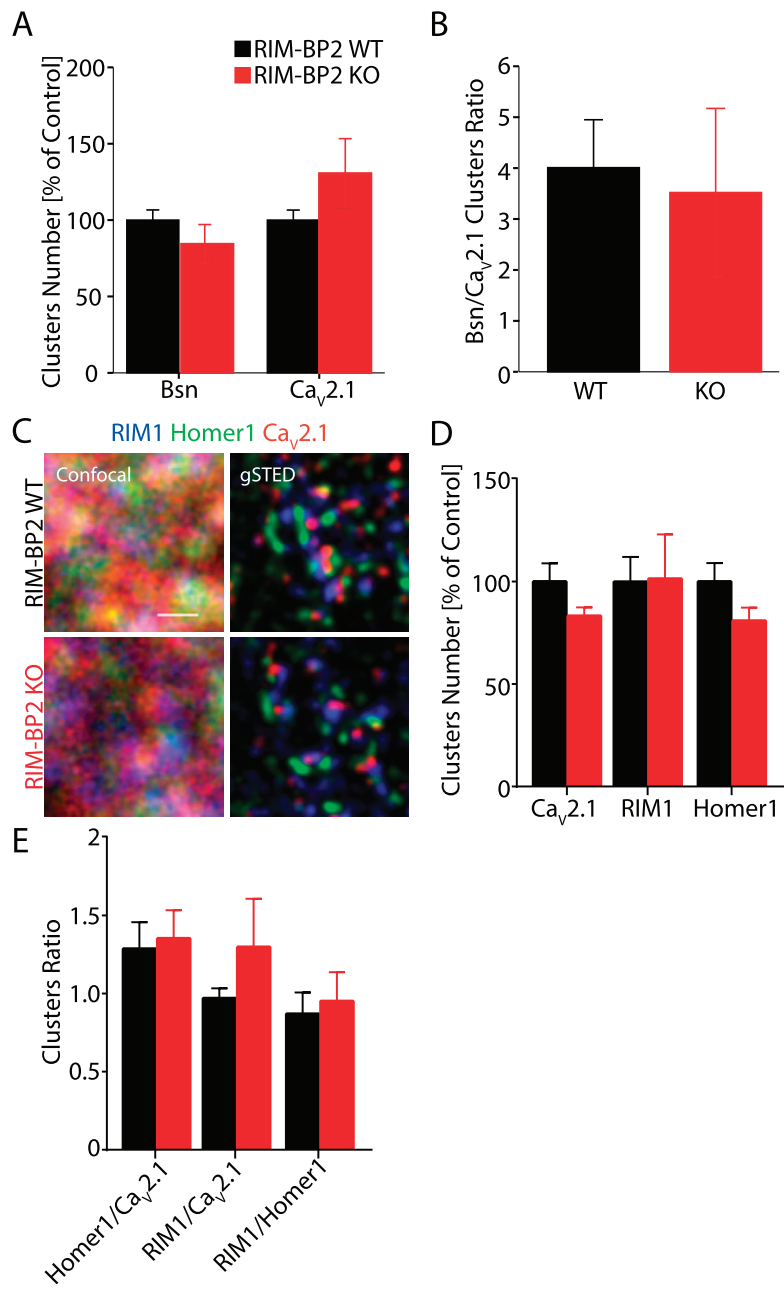 A
RIM-BP2 WT
RIM-BP2 KO
Clusters Number [% of Control]
200
150
100
50
0
Bsn
CaV2.1
B
Bsn/CaV2.1 Clusters Ratio
6
5
4
3
2
1
0
WT
KO
C
RIM1 Homer1 CaV2.1
Confocal
gSTED
RIM-BP2 WT
RIM-BP2 KO
D
Clusters Number [% of Control]
150
100
50
0
CaV2.1
RIM1
Homer1
E
Clusters Ratio
2
1.5
1.0
0.5
0
Homer1/CaV2.1
RIM1/CaV2.1
RIM1/Homer1